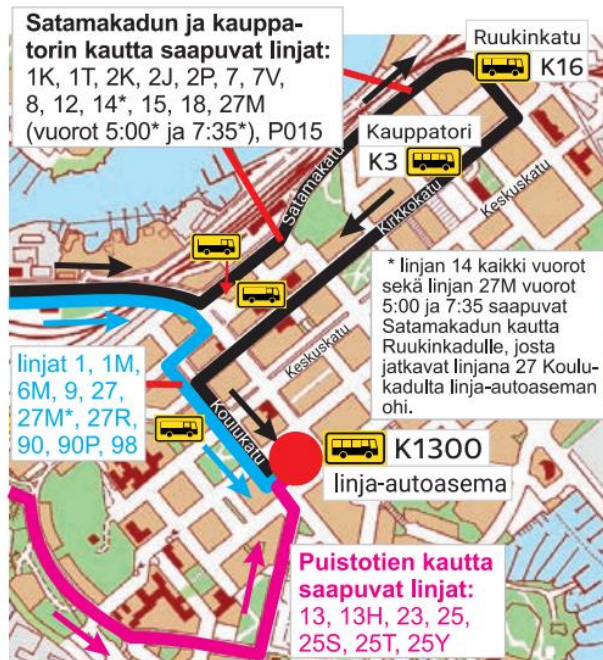 Satamakadun ja kauppa-
torin kautta saapuvat linjat:
1K, 1T, 2K, 2J, 2P, 7, 7V,
8, 12, 14*, 15, 18, 27M
(vuorot 5:00* ja 7:35*), P015
Ruukinkatu
K16
Kauppatori
K3
Satamakatu
Kirkkokatu
Keskuskatu
* linjan 14 kaikki vuorot
sekä linjan 27M vuorot
5:00 ja 7:35 saapuvat
Satamakadun kautta
Ruukinkadulle, josta
jatkavat linjana 27 Koulu-
kadulta linja-autoaseman
ohi.
Keskuskatu
linjat 1, 1M,
6M, 9, 27,
27M*, 27R,
90, 90P, 98
Koulukatu
K1300
linja-autoasema
Puistotien kautta
saapuvat linjat:
13, 13H, 23, 25,
25S, 25T, 25Y